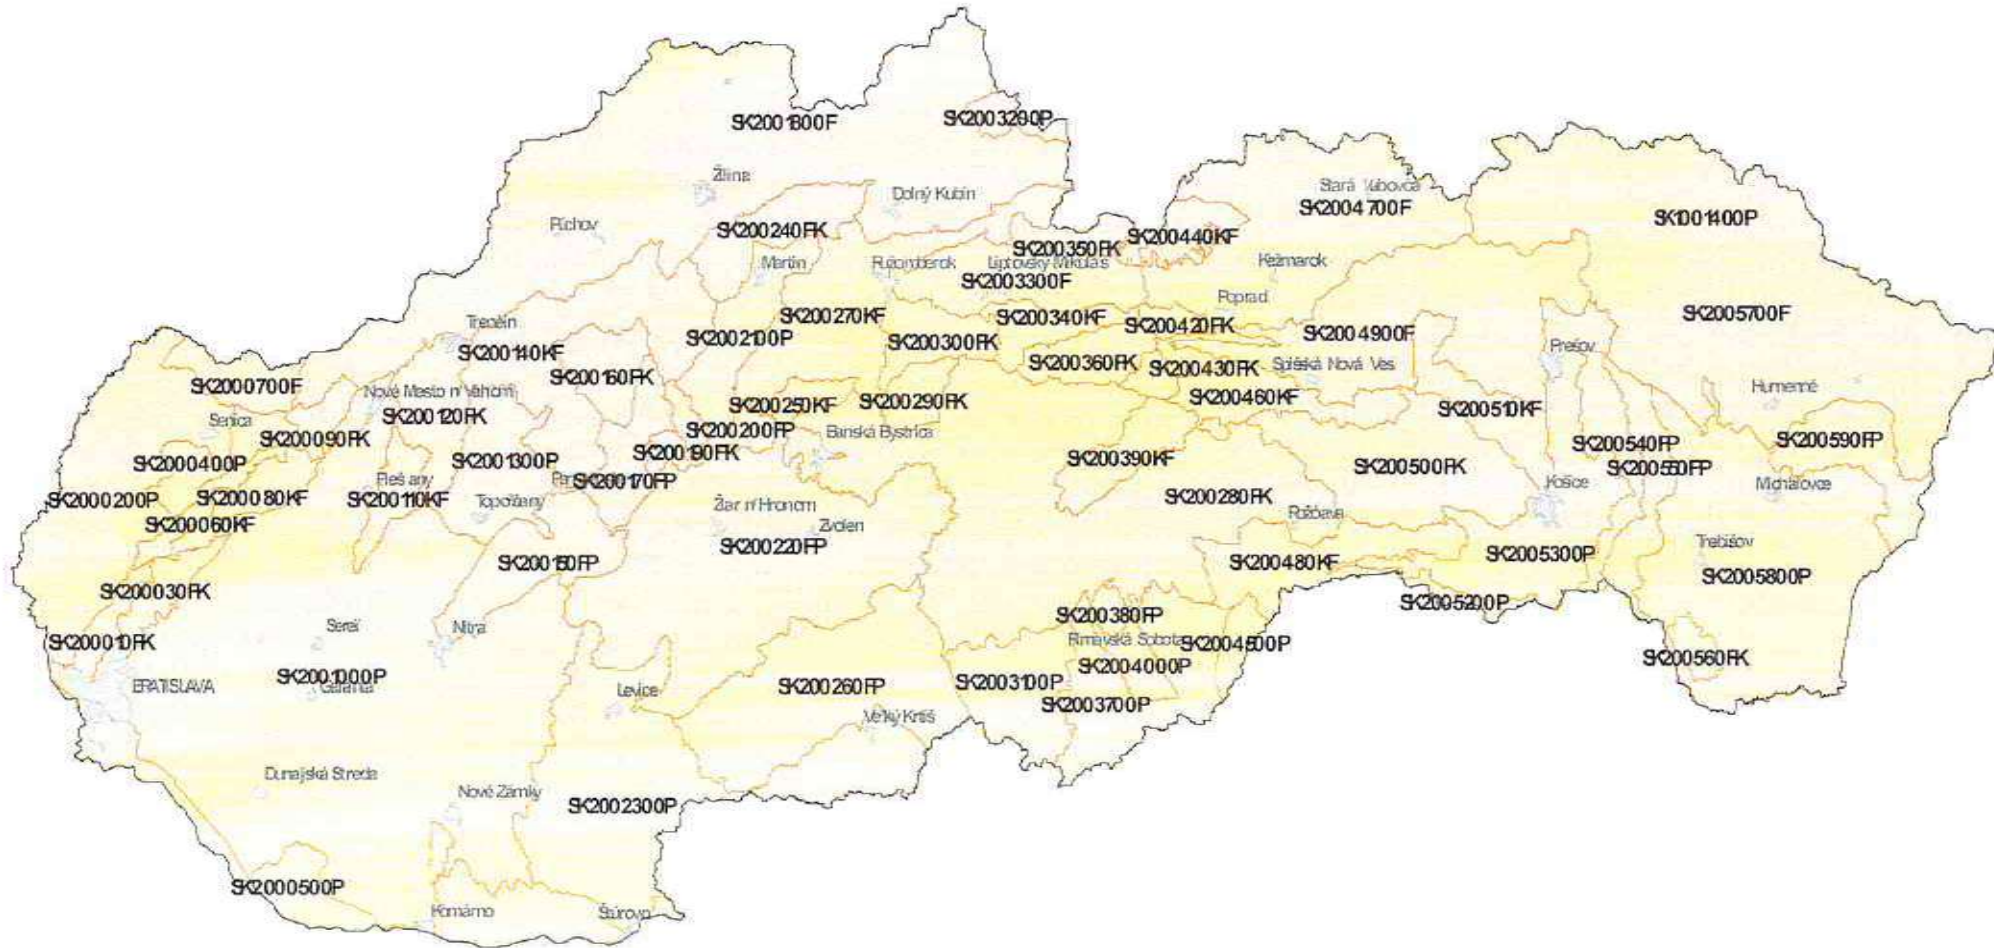 SK2001800F
SK2003200P
Žilina
Dolný Kubín
Stará Ľubovňa
SK2004700F
SK1001400P
Púchov
SK200240FK
SK200440KF
SK200350FK
Martin
Ružomberok
Liptovský Mikuláš
Kežmarok
SK2003300F
Poprad
SK200270KF
SK200340KF
SK200420FK
SK2005700F
Trenčín
SK2002100P
SK200300FK
SK2004900F
SK200140KF
Prešov
SK200360FK
SK200430FK
Spišská Nová Ves
SK200160FK
SK2000700F
Nové Mesto n/Váhom
SK200460KF
Humenné
SK200250KF
SK200290FK
SK200510KF
SK200120FK
Senica
SK200090FK
SK200200FP
Banská Bystrica
SK200540FP
SK200590FP
SK200190FK
SK2000400P
SK2001300P
SK200390KF
SK200500FK
SK200550FP
Piešťany
SK200170FP
Košice
Michalovce
SK2000200P
SK200080KF
SK200110KF
Topoľčany
Žiar n/Hronom
SK200280FK
SK200060KF
Zvolen
Rožňava
SK200220FP
Trebišov
SK200150FP
SK200480KF
SK2005300P
SK2005800P
SK200030FK
SK2005200P
SK200380FP
Sereď
Nitra
SK200010FK
Rimavská Sobota
SK2004500P
SK200560FK
SK2004000P
SK2001000P
Galanta
BRATISLAVA
Levice
SK200260FP
SK2003100P
SK2003700P
Veľký Krtíš
Dunajská Streda
Nové Zámky
SK2002300P
SK2000500P
Komárno
Štúrovo